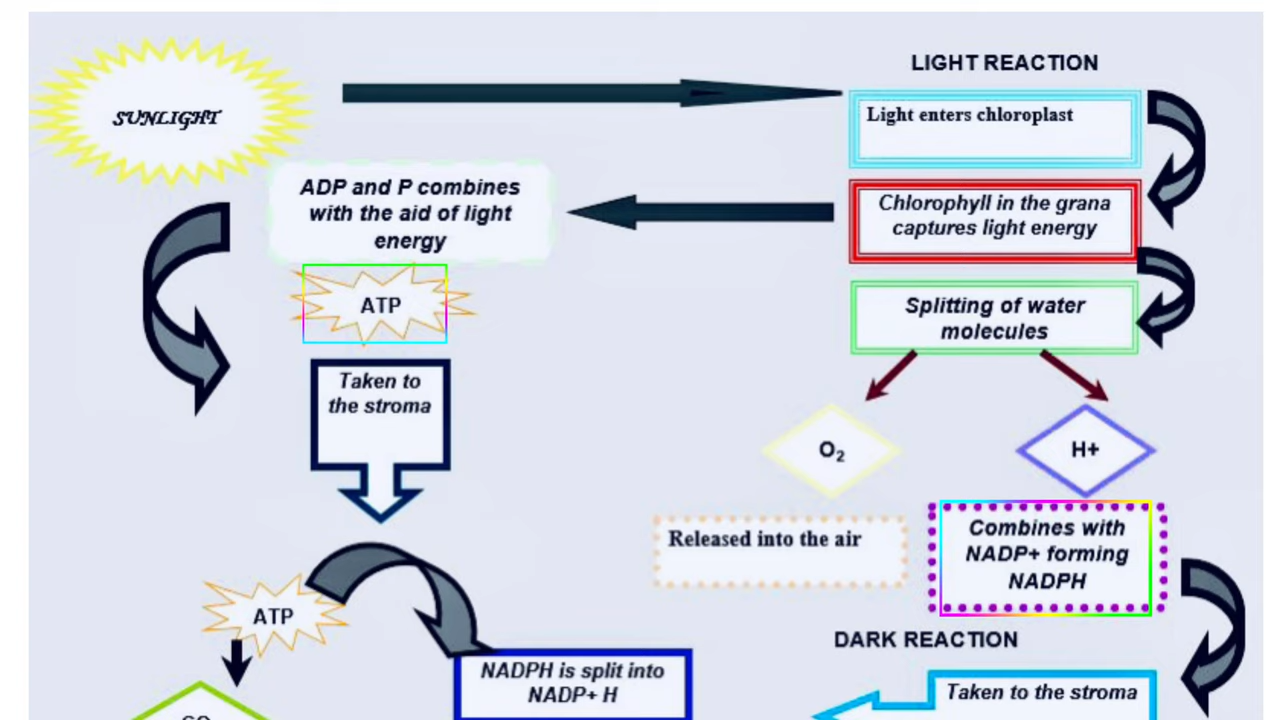 LIGHT REACTION
SUNLIGHT
Light enters chloroplast
ADP and P combines
with the aid of light
energy
Chlorophyll in the grana
captures light energy
ATP
Splitting of water
molecules
Taken to
the stroma
O₂
H+
Released into the air
Combines with
NADP+ forming
NADPH
ATP
DARK REACTION
NADPH is split into
NADP+ H
Taken to the stroma